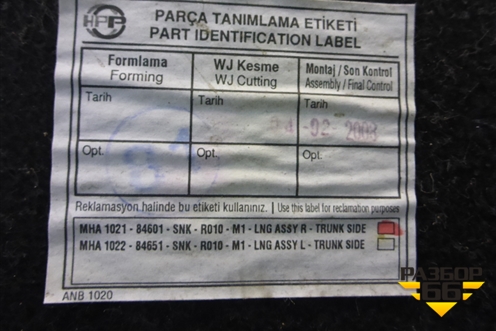 HPP
PARÇA TANIMLAMA ETİKETİ
PART IDENTIFICATION LABEL
Formlama
Forming
WJ Kesme
WJ Cutting
Montaj / Son Kontrol
Assembly / Final Control
Tarih
Tarih
Tarih
02 2008
Opt.
Opt.
Opt.
Reklamasyon halinde bu etiketi kullanınız. | Use this label for reclamation purposes
MHA 1021 - 84601 - SNK - R010 - M1 - LNG ASSY R - TRUNK SIDE
MHA 1022 - 84651 - SNK - R010 - M1 - LNG ASSY L - TRUNK SIDE
ANB 1020
РАЗБОР
66